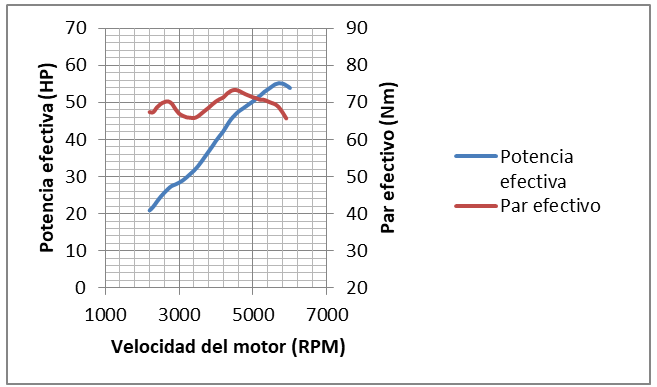 70
60
50
40
30
20
10
0
Potencia efectiva (HP)
90
80
70
60
50
40
30
20
Par efectivo (Nm)
1000 3000 5000 7000
Velocidad del motor (RPM)
Potencia
efectiva
Par efectivo